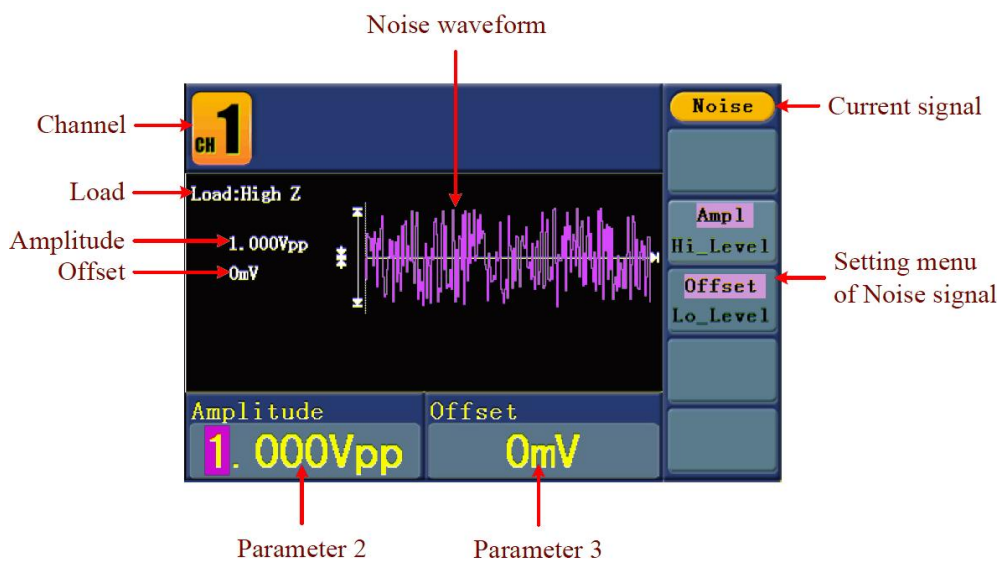 Noise waveform
Channel
CH 1
Noise
Current signal
Load
Load:High Z
Amplitude
1.000Vpp
Offset
0mV
Ampl
Hi_Level
Offset
Lo_Level
Setting menu
of Noise signal
Amplitude
1.000Vpp
Offset
0mV
Parameter 2
Parameter 3